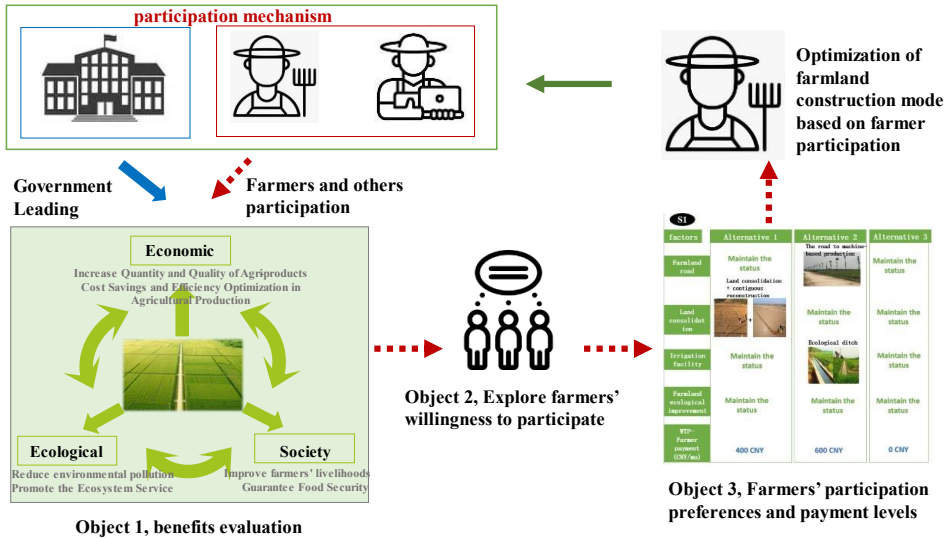 participation mechanism
Government
Leading
Farmers and others
participation
Optimization of
farmland
construction mode
based on farmer
participation
Economic
Increase Quantity and Quality of Agriproducts
Cost Savings and Efficiency Optimization in
Agricultural Production
Ecological
Reduce environmental pollution
Promote the Ecosystem Service
Society
Improve farmers' livelihoods
Guarantee Food Security
Object 1, benefits evaluation
Object 2, Explore farmers'
willingness to participate
S1
factors
Alternative 1
Alternative 2
Alternative 3
Farmland
road
Maintain the
status
The road to machine-
based production
Maintain the
status
Land
consolidat
ion
Land consolidation
+ contiguous
reconstruction
+
Maintain the
status
Maintain the
status
Irrigation
facility
Maintain the
status
Ecological ditch
Maintain the
status
Farmland
ecological
improvement
Maintain the
status
Maintain the
status
Maintain the
status
WTP-
Farmer
payment
(CNY/mu)
400 CNY
600 CNY
0 CNY
Object 3, Farmers' participation
preferences and payment levels